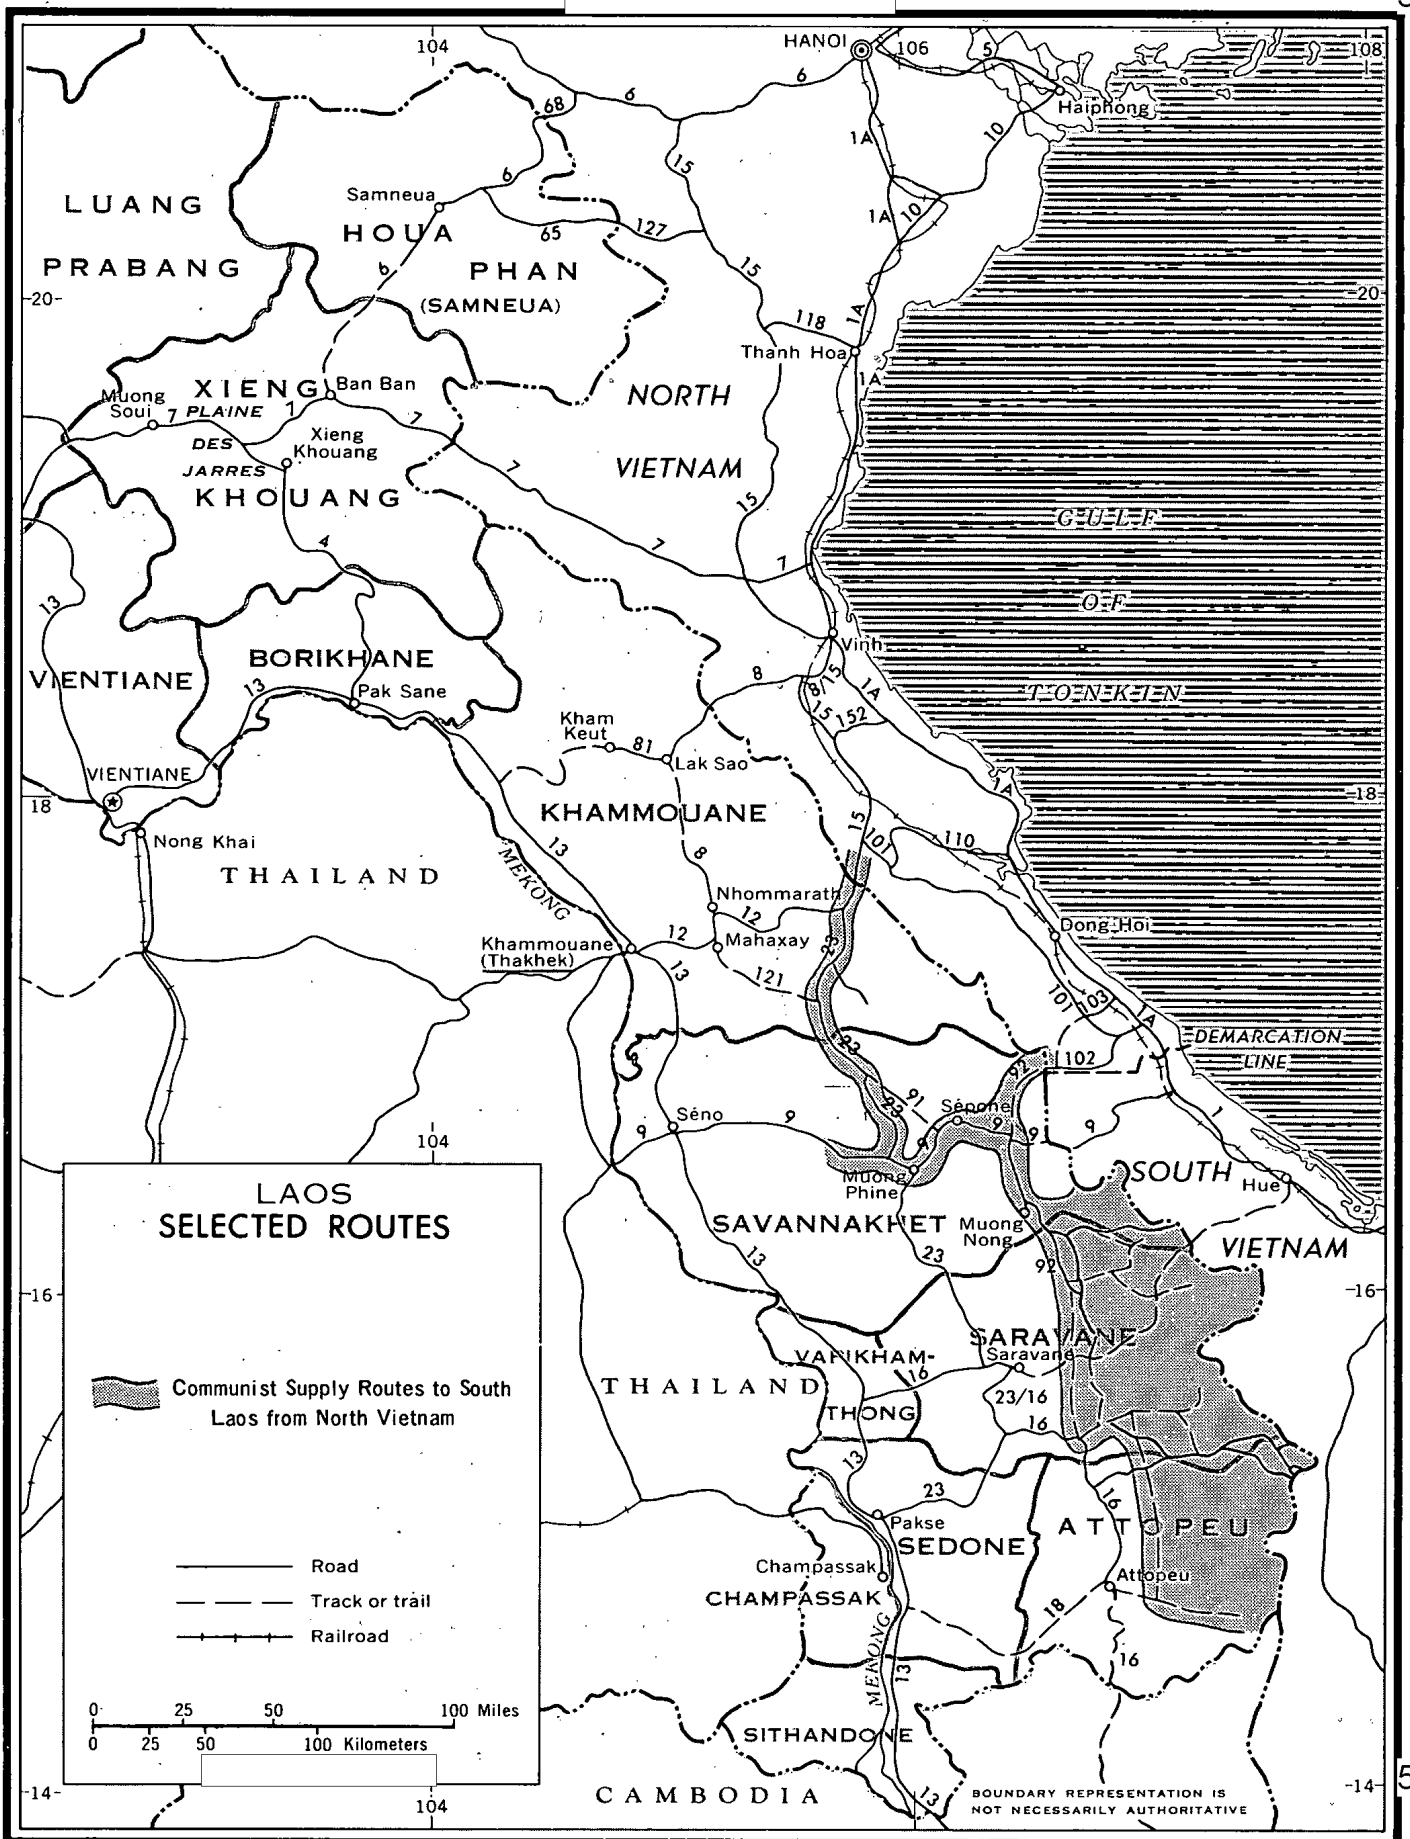 104
HANOI
106
5
108
6
6
68
Haiphong
1A
10
15
6
LUANG
Samneua
1A
10
HOUA
65
127
PRABANG
6
PHAN
15
20
(SAMNEUA)
20
118
1A
Thanh Hoa
XIENG
Ban Ban
1A
Muong
Soui
7
PLAINE
7
NORTH
DES
Xieng
Khouang
JARRES
7
VIETNAM
KHOUANG
15
GULF
4
7
7
13
OF
Vinh
BORIKHANE
VIENTIANE
8
8/15
1A
13
Pak Sane
TONKIN
15
152
Kham
Keut
81
Lak Sao
VIENTIANE
1A
18
KHAMMOUANE
18
15
Nong Khai
13
101
110
THAILAND
MEKONG
8
Nhommarath
12
Dong Hoi
Khammouane
(Thakhek)
12
Mahaxay
23
13
121
101
103
1A
23
DEMARCATION
LINE
92
102
91
23
Sépone
104
Séno
9
9
9
9
9
9
1
Muong
Phine
SOUTH
Hue
LAOS
SELECTED ROUTES
SAVANNAKHET
Muong
Nong
VIETNAM
13
23
92
16
16
SARAVANE
Saravane
VAPIKHAM-
16
Communist Supply Routes to South
Laos from North Vietnam
THAILAND
THONG
23/16
16
13
23
16
Pakse
ATTOPEU
SEDONE
Road
Champassak
Attopeu
Track or trail
CHAMPASSAK
18
Railroad
MEKONG
13
16
0 25 50 100 Miles
0 25 50 100 Kilometers
SITHANDONE
14
CAMBODIA
13
BOUNDARY REPRESENTATION IS
NOT NECESSARILY AUTHORITATIVE
14
104